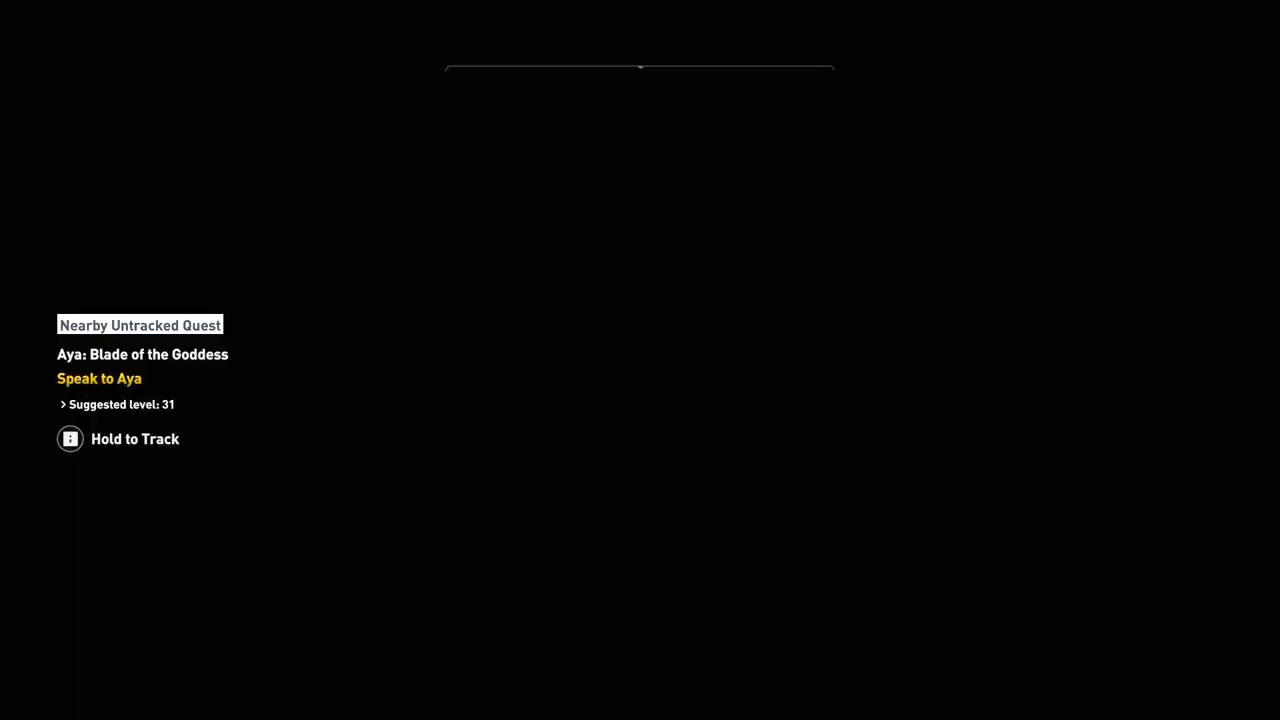 Nearby Untracked Quest
Aya: Blade of the Goddess
Speak to Aya
> Suggested level: 31
Hold to Track